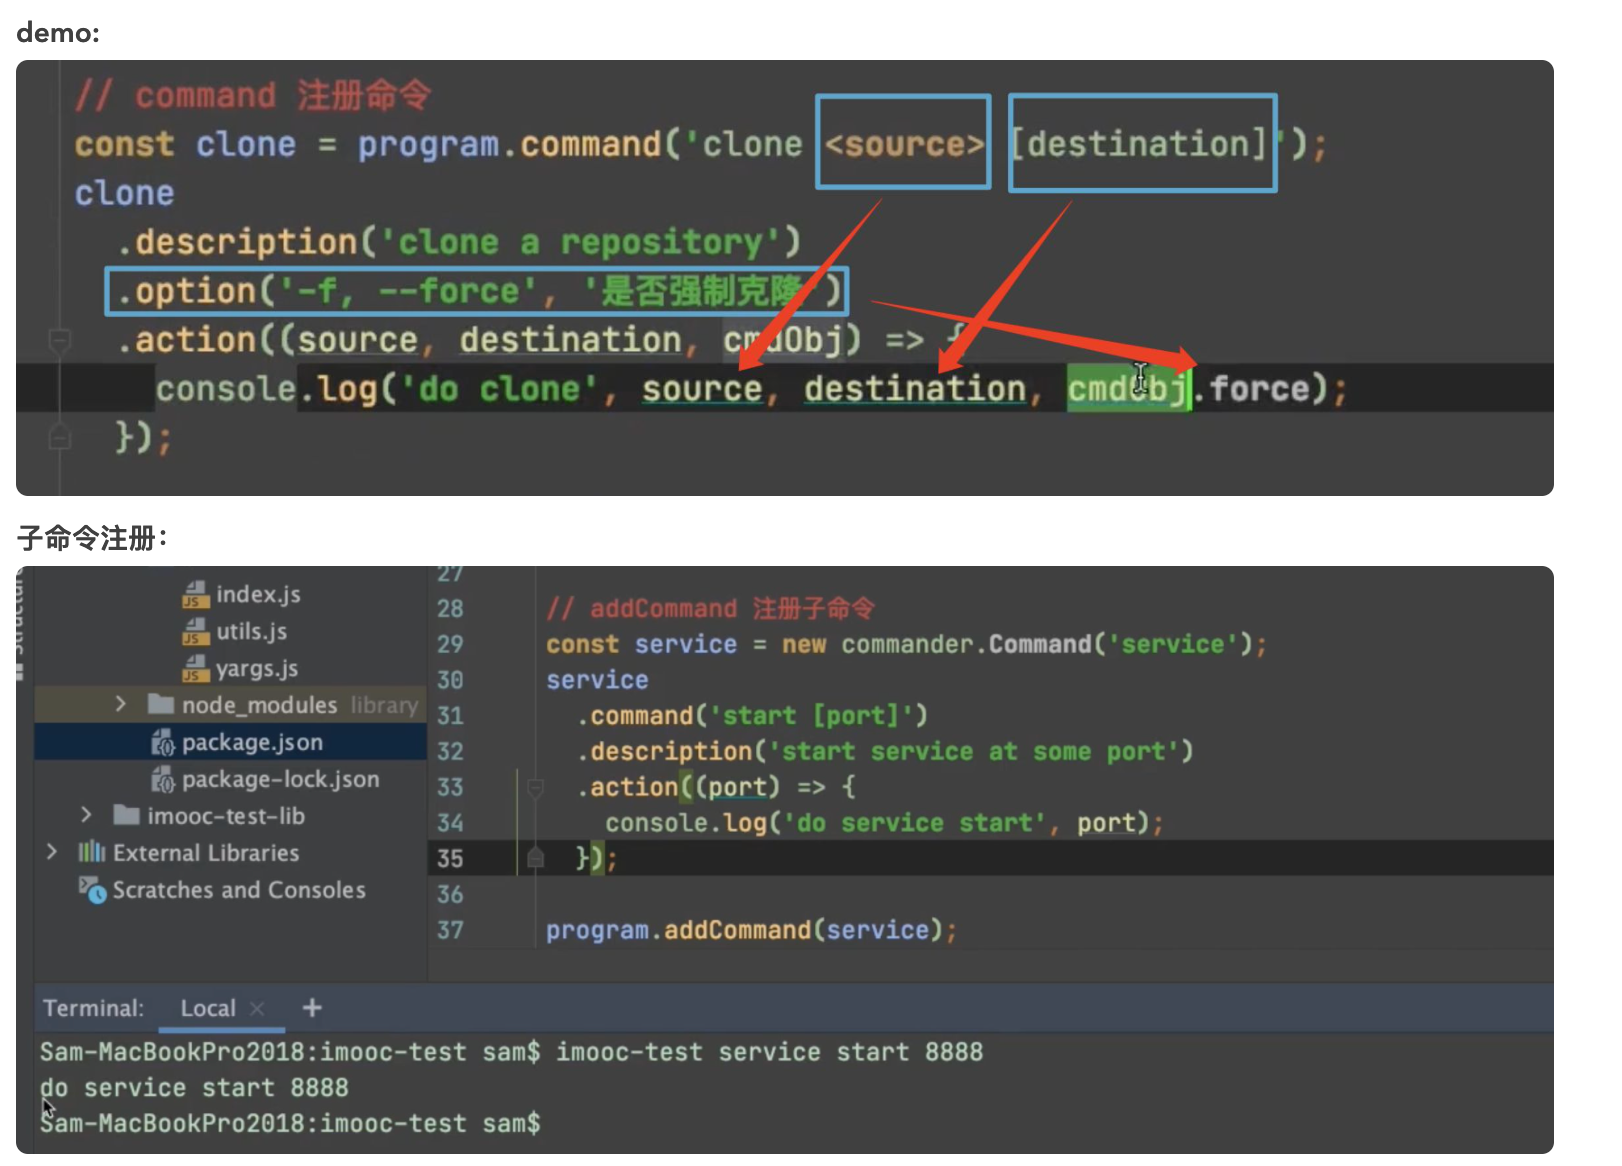 demo:
// command 注册命令
const clone = program.command('clone <source> [destination]');
clone
.description('clone a repository')
.option('-f, --force', '是否强制克隆')
.action((source, destination, cmdObj) => {
console.log('do clone', source, destination, cmdObj.force);
});
子命令注册：
index.js
utils.js
yargs.js
node_modules library
package.json
package-lock.json
imooc-test-lib
External Libraries
Scratches and Consoles
27
28 // addCommand 注册子命令
29 const service = new commander.Command('service');
30 service
31 .command('start [port]')
32 .description('start service at some port')
33 .action((port) => {
34 console.log('do service start', port);
35 });
36
37 program.addCommand(service);
Terminal: Local × +
Sam-MacBookPro2018:imooc-test sam$ imooc-test service start 8888
do service start 8888
Sam-MacBookPro2018:imooc-test sam$